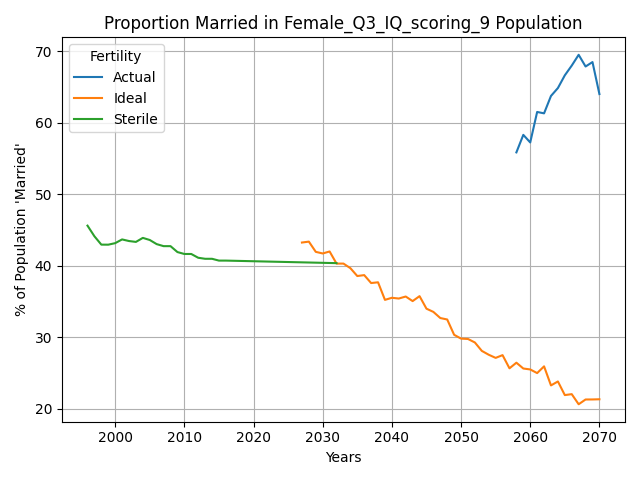 Proportion Married in Female_Q3_IQ_scoring_9 Population
Fertility
Actual
Ideal
Sterile
% of Population 'Married'
70
60
50
40
30
20
2000
2010
2020
2030
2040
2050
2060
2070
Years